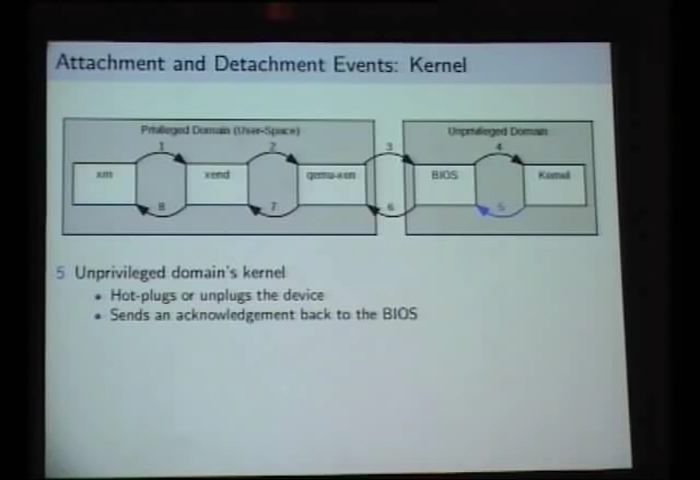 Attachment and Detachment Events: Kernel
Privileged Domain (User-Space)
Unprivileged Domain
1 2 3 4
xm xend qemu-xen BIOS Kernel
8 7 6 5
5 Unprivileged domain's kernel
• Hot-plugs or unplugs the device
• Sends an acknowledgement back to the BIOS